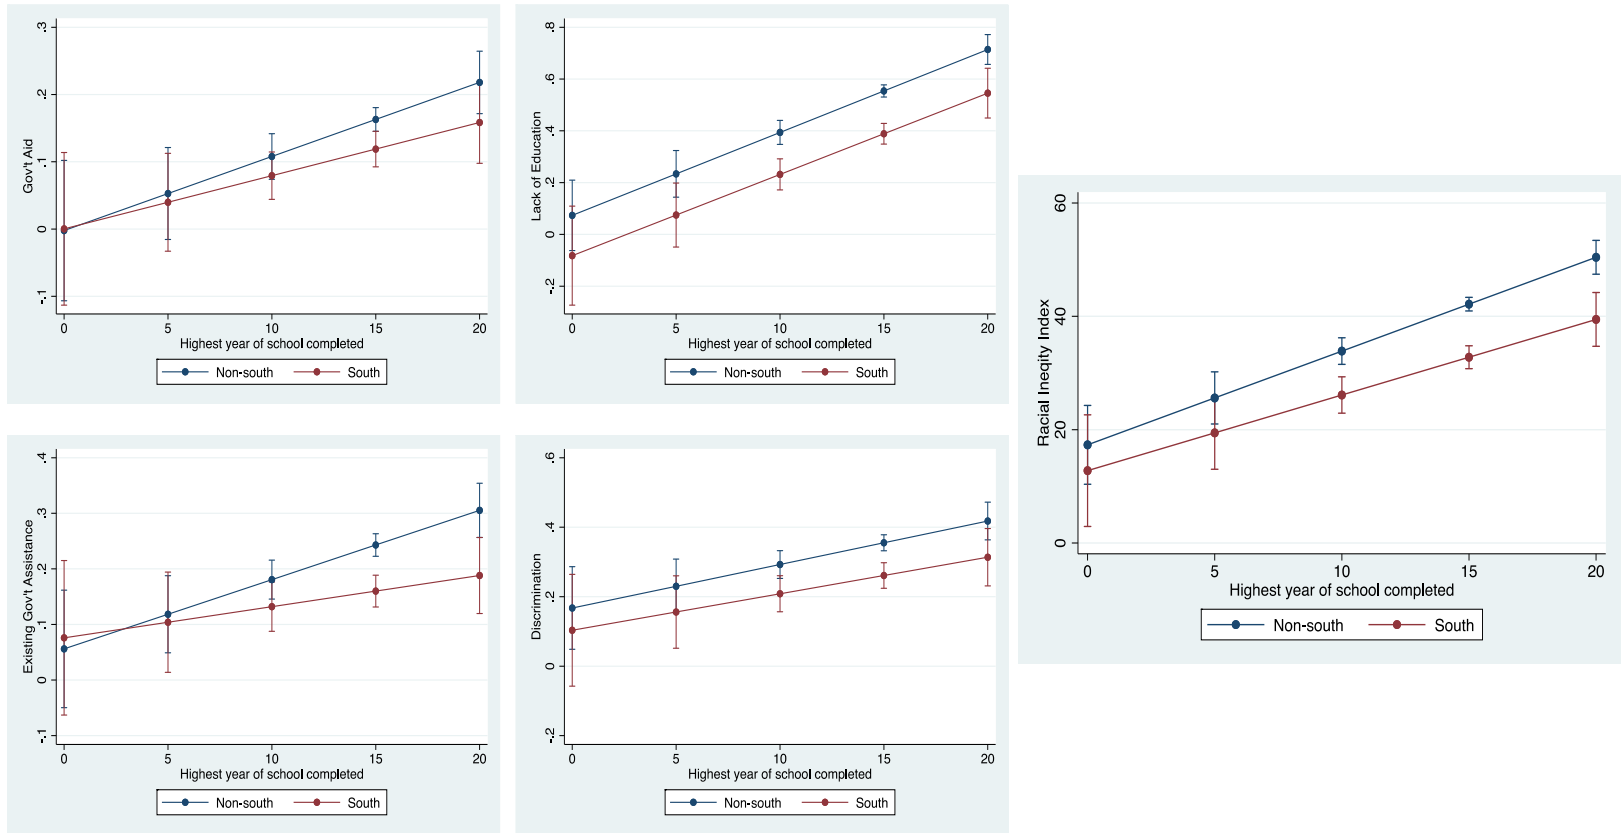 Gov't Aid
.3
.2
.1
0
-.1
0 5 10 15 20
Highest year of school completed
Non-south South
Lack of Education
.8
.6
.4
.2
0
-.2
0 5 10 15 20
Highest year of school completed
Non-south South
Existing Gov't Assistance
.4
.3
.2
.1
0
-.1
0 5 10 15 20
Highest year of school completed
Non-south South
Discrimination
.6
.4
.2
0
-.2
0 5 10 15 20
Highest year of school completed
Non-south South
Racial Ineqity Index
60
40
20
0
0 5 10 15 20
Highest year of school completed
Non-south South